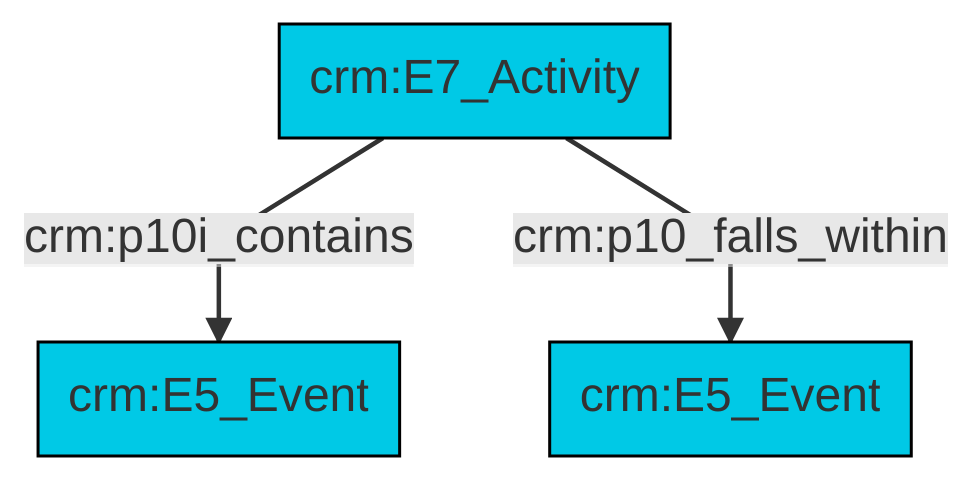 crm:E7_Activity
crm:p10i_contains
crm:p10_falls_within
crm:E5_Event
crm:E5_Event